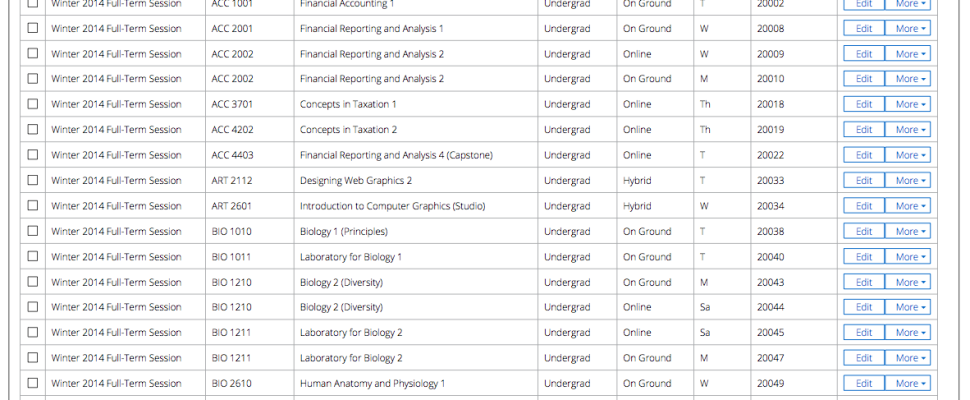 Winter 2014 Full-Term Session ACC 1001 Financial Accounting 1 Undergrad On Ground T 20002 Edit More
Winter 2014 Full-Term Session ACC 2001 Financial Reporting and Analysis 1 Undergrad On Ground W 20008 Edit More
Winter 2014 Full-Term Session ACC 2002 Financial Reporting and Analysis 2 Undergrad Online W 20009 Edit More
Winter 2014 Full-Term Session ACC 2002 Financial Reporting and Analysis 2 Undergrad On Ground M 20010 Edit More
Winter 2014 Full-Term Session ACC 3701 Concepts in Taxation 1 Undergrad Online Th 20018 Edit More
Winter 2014 Full-Term Session ACC 4202 Concepts in Taxation 2 Undergrad Online Th 20019 Edit More
Winter 2014 Full-Term Session ACC 4403 Financial Reporting and Analysis 4 (Capstone) Undergrad Online T 20022 Edit More
Winter 2014 Full-Term Session ART 2112 Designing Web Graphics 2 Undergrad Hybrid T 20033 Edit More
Winter 2014 Full-Term Session ART 2601 Introduction to Computer Graphics (Studio) Undergrad Hybrid W 20034 Edit More
Winter 2014 Full-Term Session BIO 1010 Biology 1 (Principles) Undergrad On Ground T 20038 Edit More
Winter 2014 Full-Term Session BIO 1011 Laboratory for Biology 1 Undergrad On Ground T 20040 Edit More
Winter 2014 Full-Term Session BIO 1210 Biology 2 (Diversity) Undergrad On Ground M 20043 Edit More
Winter 2014 Full-Term Session BIO 1210 Biology 2 (Diversity) Undergrad Online Sa 20044 Edit More
Winter 2014 Full-Term Session BIO 1211 Laboratory for Biology 2 Undergrad Online Sa 20045 Edit More
Winter 2014 Full-Term Session BIO 1211 Laboratory for Biology 2 Undergrad On Ground M 20047 Edit More
Winter 2014 Full-Term Session BIO 2610 Human Anatomy and Physiology 1 Undergrad On Ground W 20049 Edit More